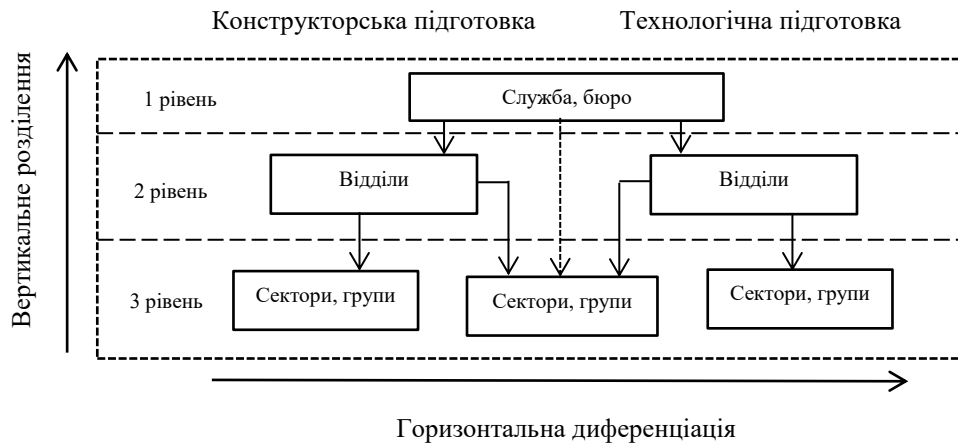 Конструкторська підготовка
Технологічна підготовка
Вертикальне розділення
1 рівень
Служба, бюро
2 рівень
Відділи
Відділи
3 рівень
Сектори, групи
Сектори, групи
Сектори, групи
Горизонтальна диференціація